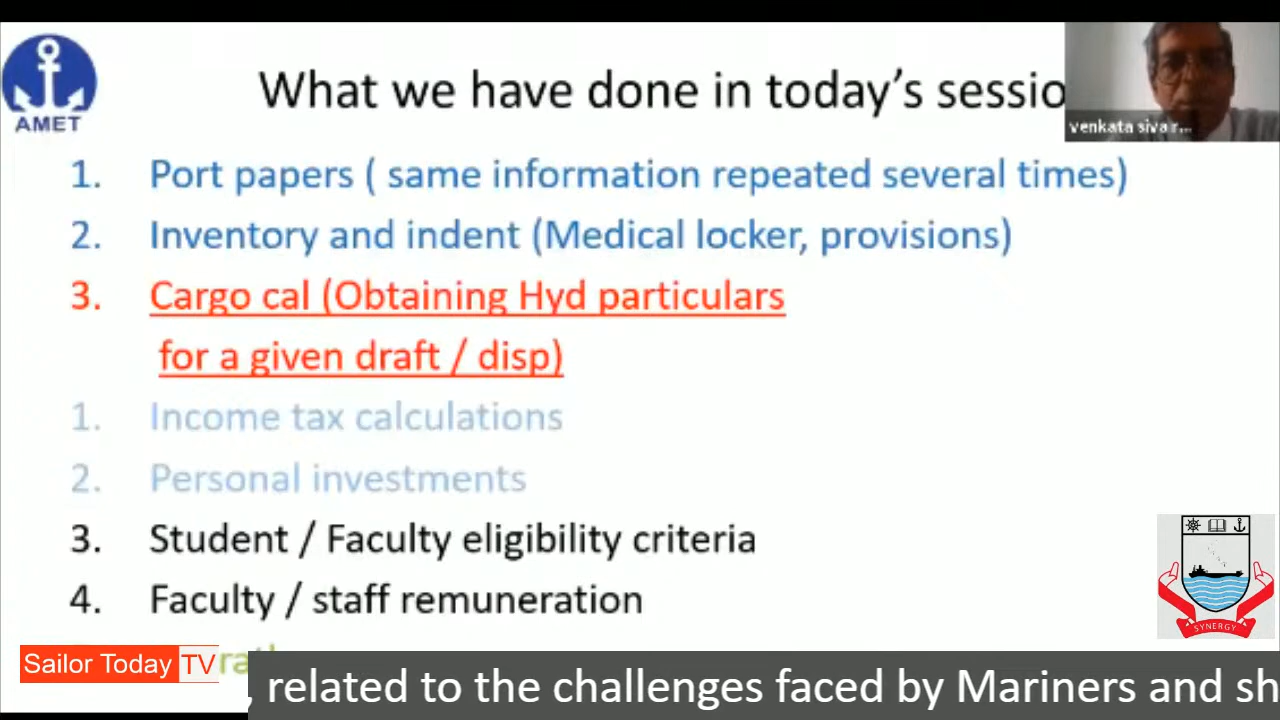 AMET
What we have done in today's sessio
venkata siva r...
1. Port papers ( same information repeated several times)
2. Inventory and indent (Medical locker, provisions)
3. Cargo cal (Obtaining Hyd particulars
for a given draft / disp)
1. Income tax calculations
2. Personal investments
3. Student / Faculty eligibility criteria
4. Faculty / staff remuneration
SYNERGY
Sailor Today TV
, related to the challenges faced by Mariners and sh